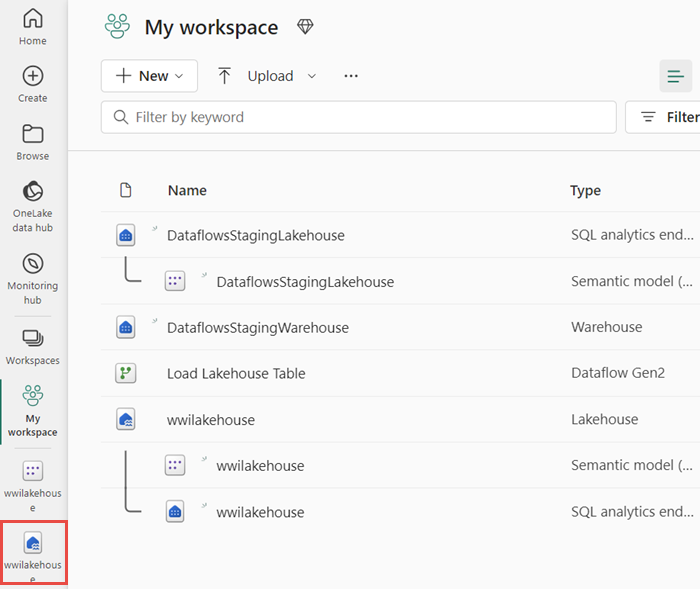 Home
Create
Browse
OneLake
data hub
Monitoring
hub
Workspaces
My
workspace
wwilakehous
e
wwilakehous
e
My workspace
New
Upload
...
Filter by keyword
Filter
Name Type
DataflowsStagingLakehouse SQL analytics end...
DataflowsStagingLakehouse Semantic model (...
DataflowsStagingWarehouse Warehouse
Load Lakehouse Table Dataflow Gen2
wwilakehouse Lakehouse
wwilakehouse Semantic model (...
wwilakehouse SQL analytics end...